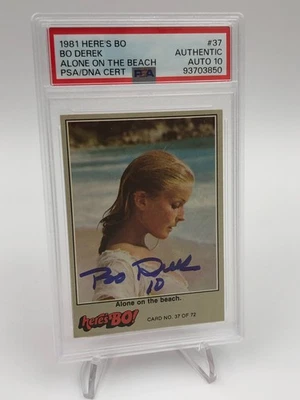 1981 HERE'S BO #37
BO DEREK AUTHENTIC
ALONE ON THE BEACH AUTO 10
PSA/DNA CERT PSA 93703850
Bo Derek
10
Alone on the beach.
here's BO!
CARD NO. 37 OF 72